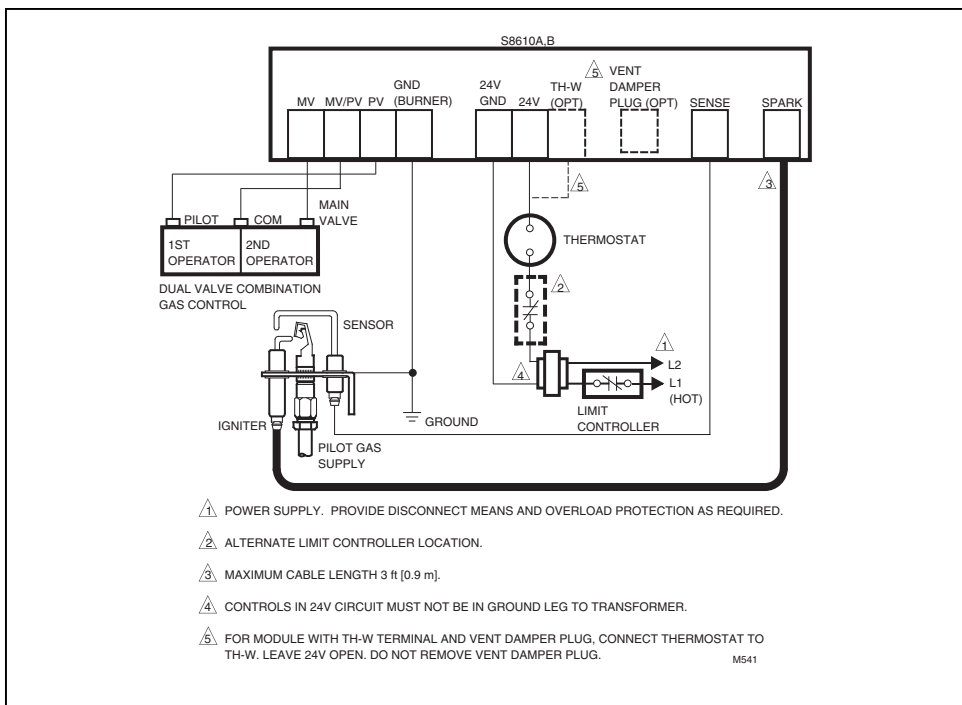 S8610A,B
MV MV/PV PV
GND
(BURNER)
24V
GND
24V
TH-W
(OPT)
5
VENT
DAMPER
PLUG (OPT)
SENSE
SPARK
5
3
PILOT
COM
MAIN
VALVE
1ST
OPERATOR
2ND
OPERATOR
THERMOSTAT
DUAL VALVE COMBINATION
GAS CONTROL
2
SENSOR
1
L2
4
L1
(HOT)
LIMIT
CONTROLLER
GROUND
IGNITER
PILOT GAS
SUPPLY
1 POWER SUPPLY. PROVIDE DISCONNECT MEANS AND OVERLOAD PROTECTION AS REQUIRED.
2 ALTERNATE LIMIT CONTROLLER LOCATION.
3 MAXIMUM CABLE LENGTH 3 ft [0.9 m].
4 CONTROLS IN 24V CIRCUIT MUST NOT BE IN GROUND LEG TO TRANSFORMER.
5 FOR MODULE WITH TH-W TERMINAL AND VENT DAMPER PLUG, CONNECT THERMOSTAT TO
TH-W. LEAVE 24V OPEN. DO NOT REMOVE VENT DAMPER PLUG.
M541